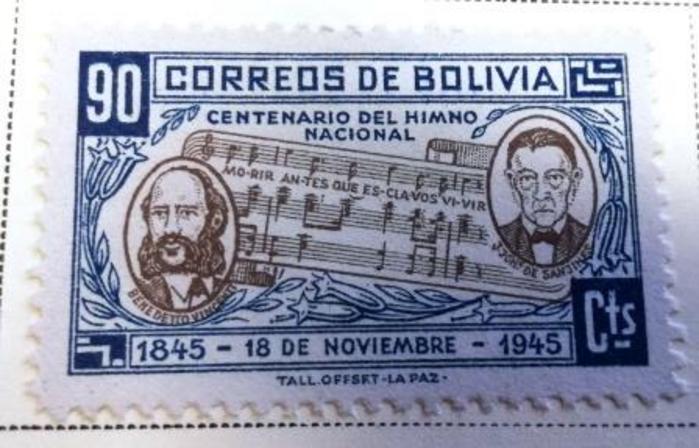 90
CORREOS DE BOLIVIA
CENTENARIO DEL HIMNO
NACIONAL
MO-RIR AN-TES QUE ES-CLAVOS VI-VIR
BENEDETTO VINCENTI
DE SANJINES
Cts
1845 - 18 DE NOVIEMBRE - 1945
TALL.OFFSET-LA PAZ-